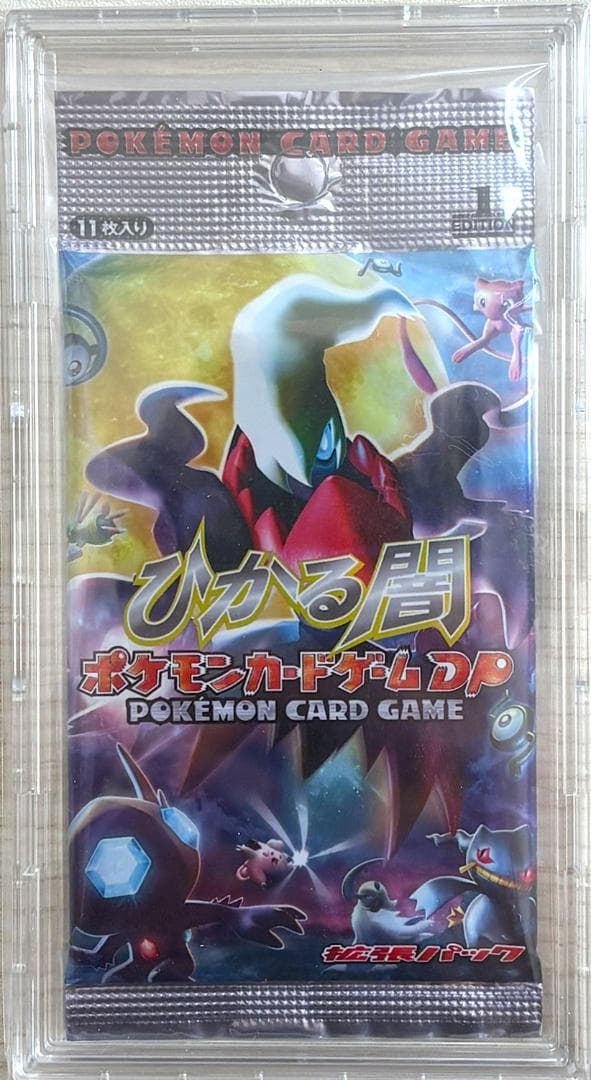 POKÉMON CARD GAME
1
EDITION
11枚入り
ひかる闇
ポケモンカードゲームDP
POKÉMON CARD GAME
拡張パック